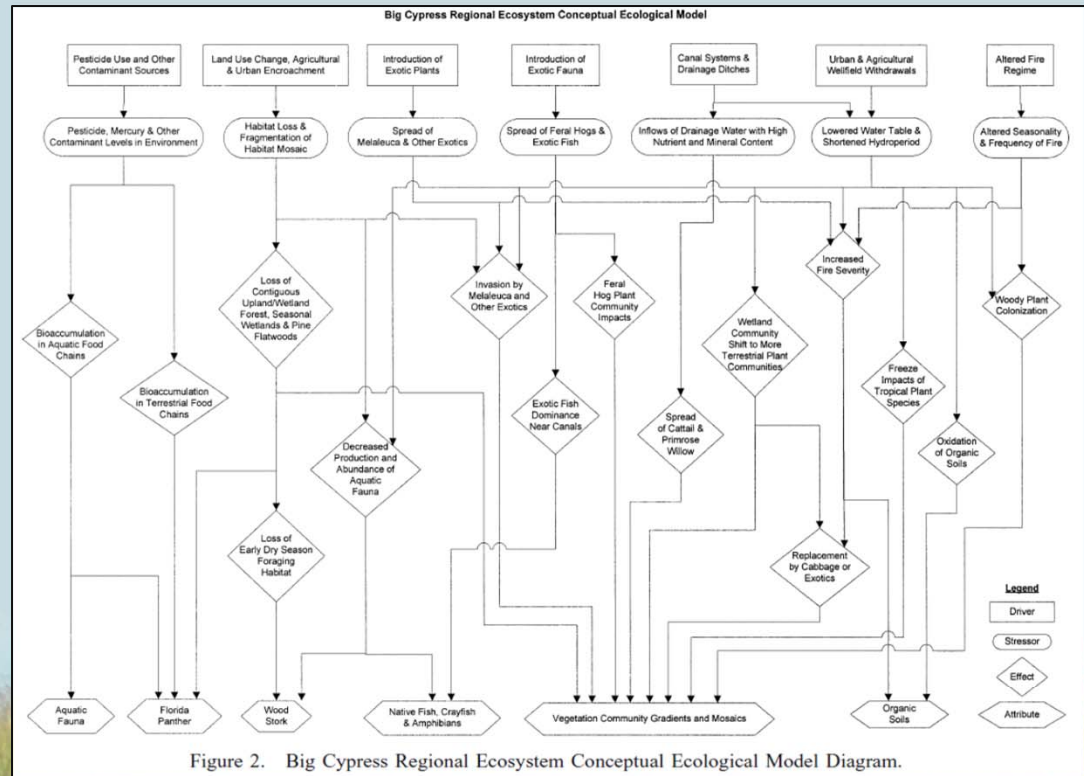 Big Cypress Regional Ecosystem Conceptual Ecological Model
Pesticide Use and Other
Contaminant Sources
Land Use Change, Agricultural
& Urban Encroachment
Introduction of
Exotic Plants
Introduction of
Exotic Fauna
Canal Systems &
Drainage Ditches
Urban & Agricultural
Wellfield Withdrawals
Altered Fire
Regime
Pesticide, Mercury & Other
Contaminant Levels in Environment
Habitat Loss &
Fragmentation of
Habitat Mosaic
Spread of
Melaleuca & Other Exotics
Spread of Feral Hogs &
Exotic Fish
Inflows of Drainage Water with High
Nutrient and Mineral Content
Lowered Water Table &
Shortened Hydroperiod
Altered Seasonality
& Frequency of Fire
Bioaccumulation
in Aquatic Food
Chains
Loss of
Contiguous
Upland/Wetland
Forest, Seasonal
Wetlands & Pine
Flatwoods
Invasion by
Melaleuca and
Other Exotics
Feral
Hog Plant
Community
Impacts
Increased
Fire Severity
Woody Plant
Colonization
Wetland
Community
Shift to More
Terrestrial Plant
Communities
Bioaccumulation
in Terrestrial Food
Chains
Freeze
Impacts of
Tropical Plant
Species
Exotic Fish
Dominance
Near Canals
Spread
of Cattail &
Primrose
Willow
Decreased
Production and
Abundance of
Aquatic
Fauna
Oxidation
of Organic
Soils
Loss of
Early Dry Season
Foraging
Habitat
Replacement
by Cabbage or
Exotics
Legend
Driver
Stressor
Effect
Attribute
Aquatic
Fauna
Florida
Panther
Wood
Stork
Native Fish, Crayfish
& Amphibians
Vegetation Community Gradients and Mosaics
Organic
Soils
Figure 2. Big Cypress Regional Ecosystem Conceptual Ecological Model Diagram.